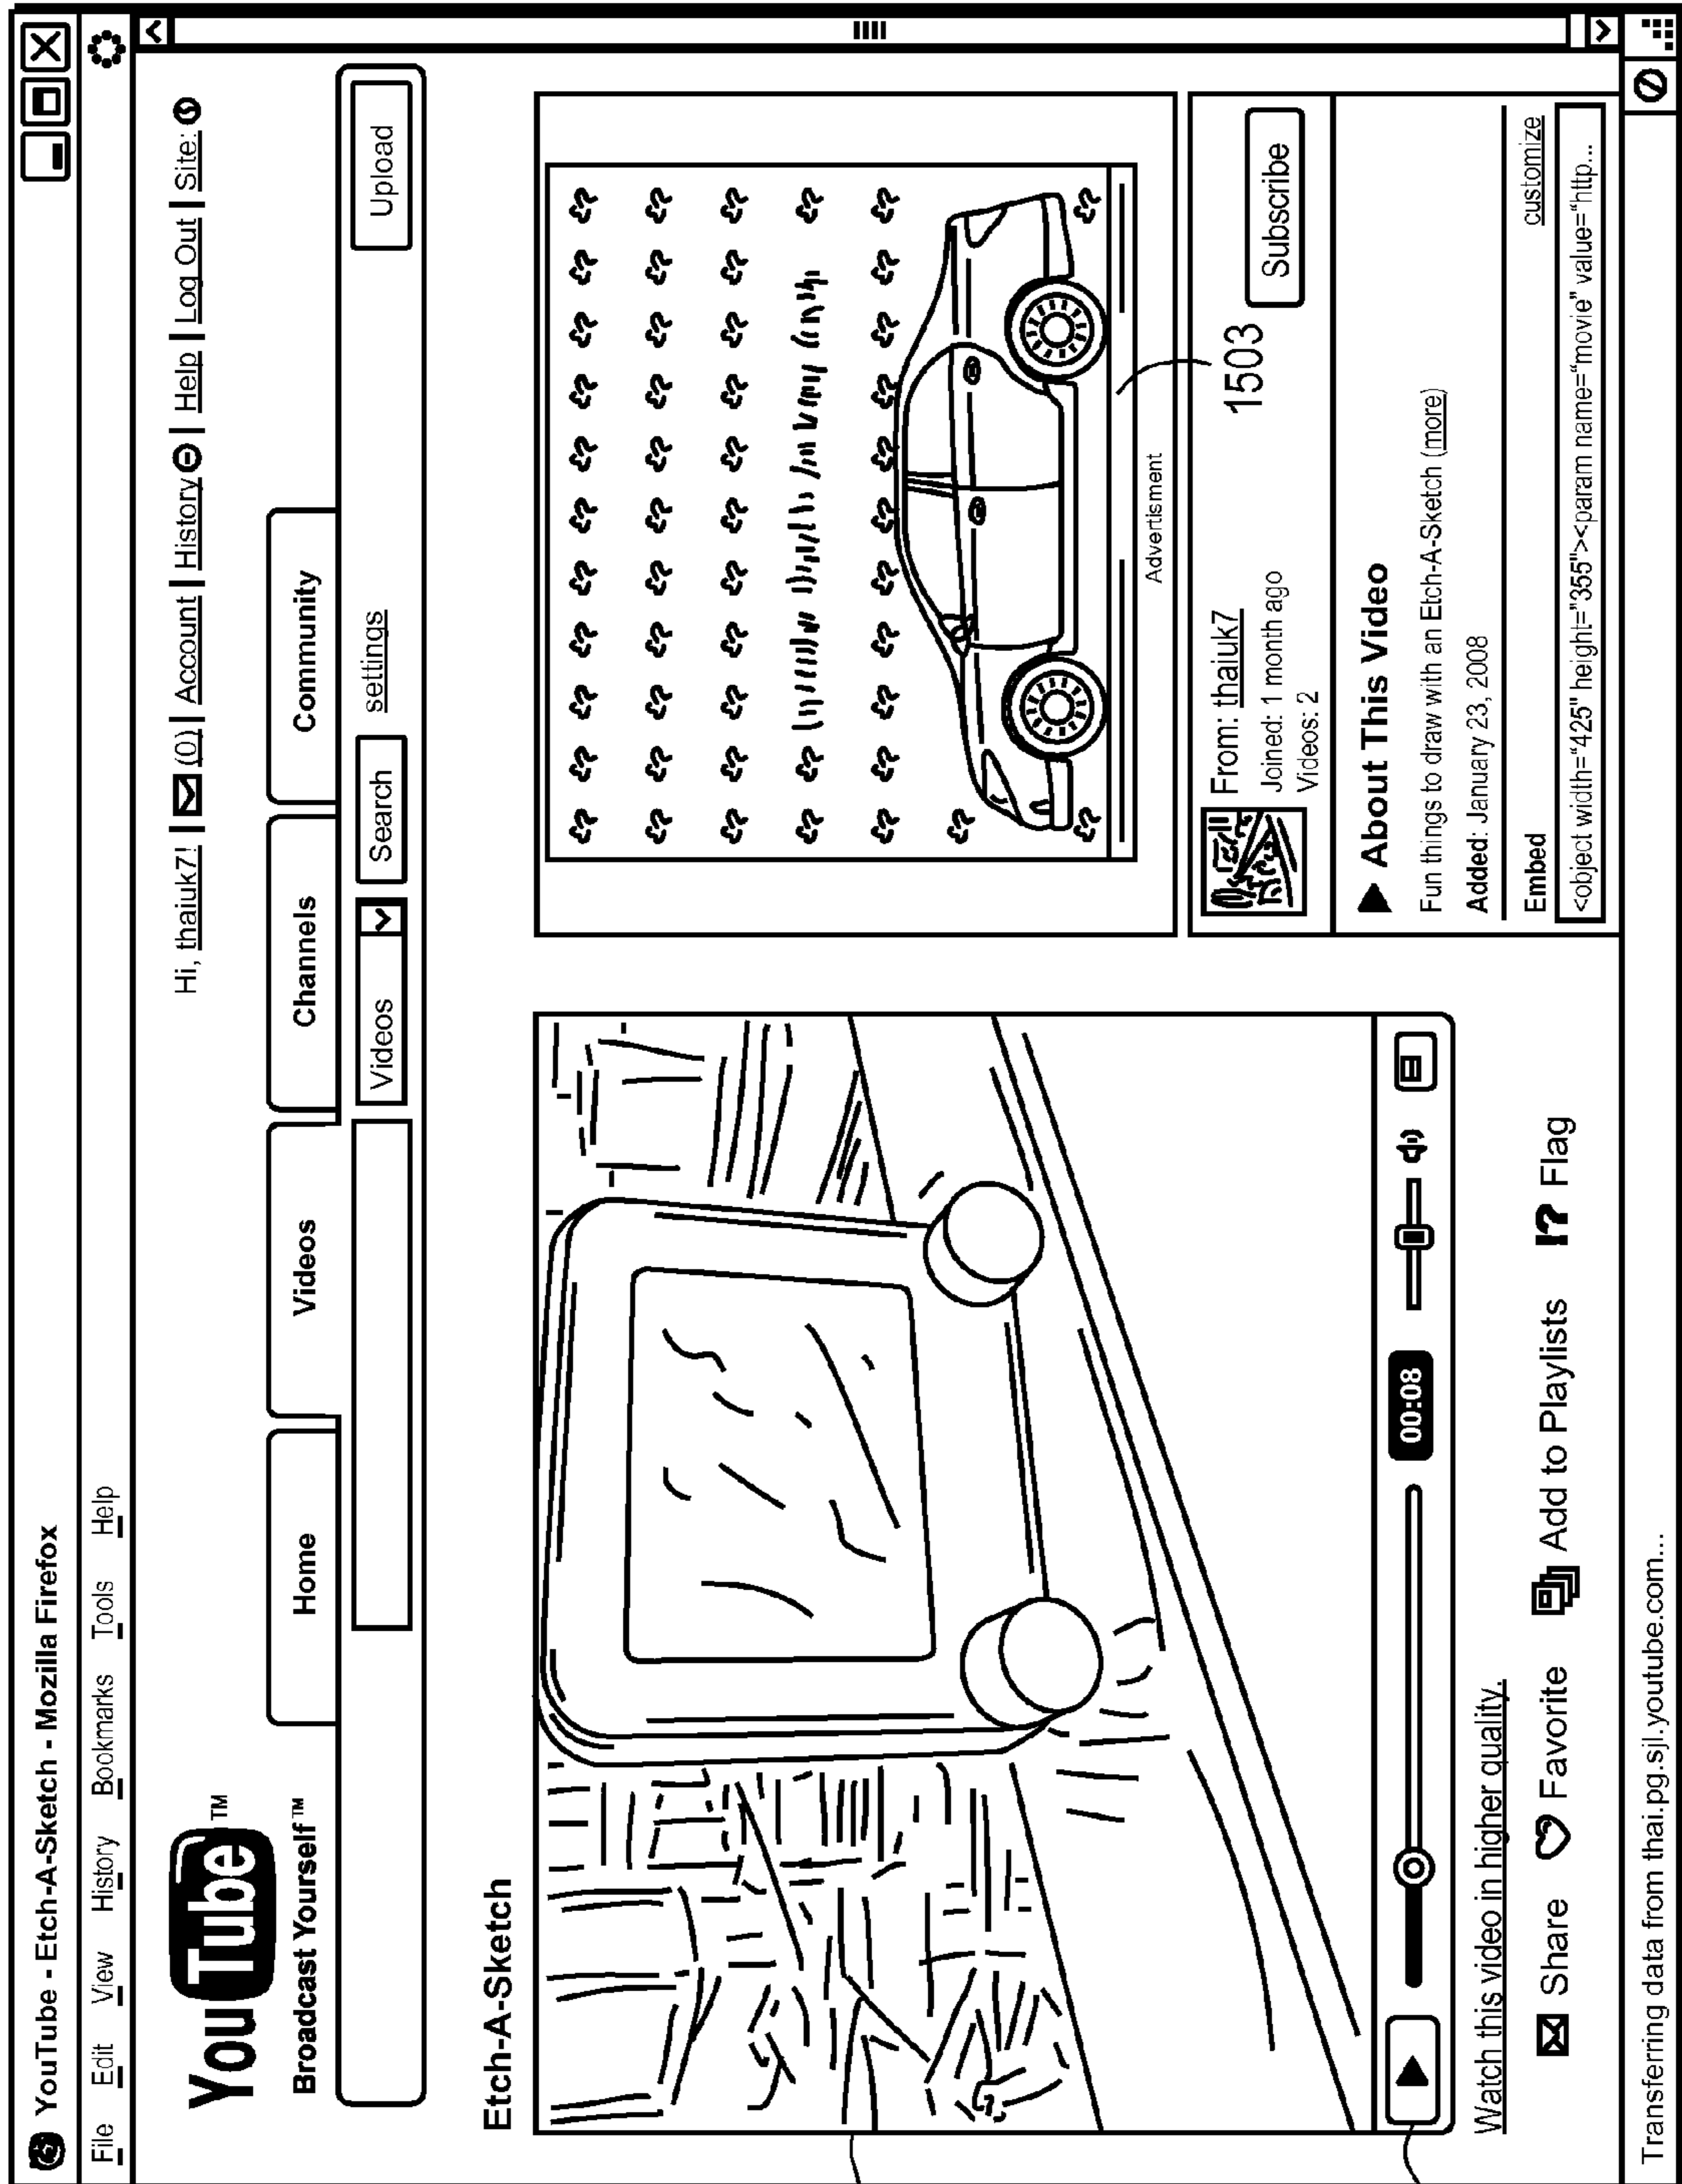 YouTube - Etch-A-Sketch - Mozilla Firefox
File Edit View History Bookmarks Tools Help
YouTube™
Broadcast Yourself™
Hi, thaiuk7! | (0) | Account | History | Help | Log Out | Site:
Home Videos Channels Community
Videos Search settings Upload
Etch-A-Sketch
Advertisment
1503
From: thaiuk7
Joined: 1 month ago
Videos: 2
Subscribe
About This Video
Fun things to draw with an Etch-A-Sketch (more)
Added: January 23, 2008
Embed customize
<object width="425" height="355"><param name="movie" value="http...
00:08
Watch this video in higher quality.
Share Favorite Add to Playlists !? Flag
Transferring data from thai.pg.sjl.youtube.com...